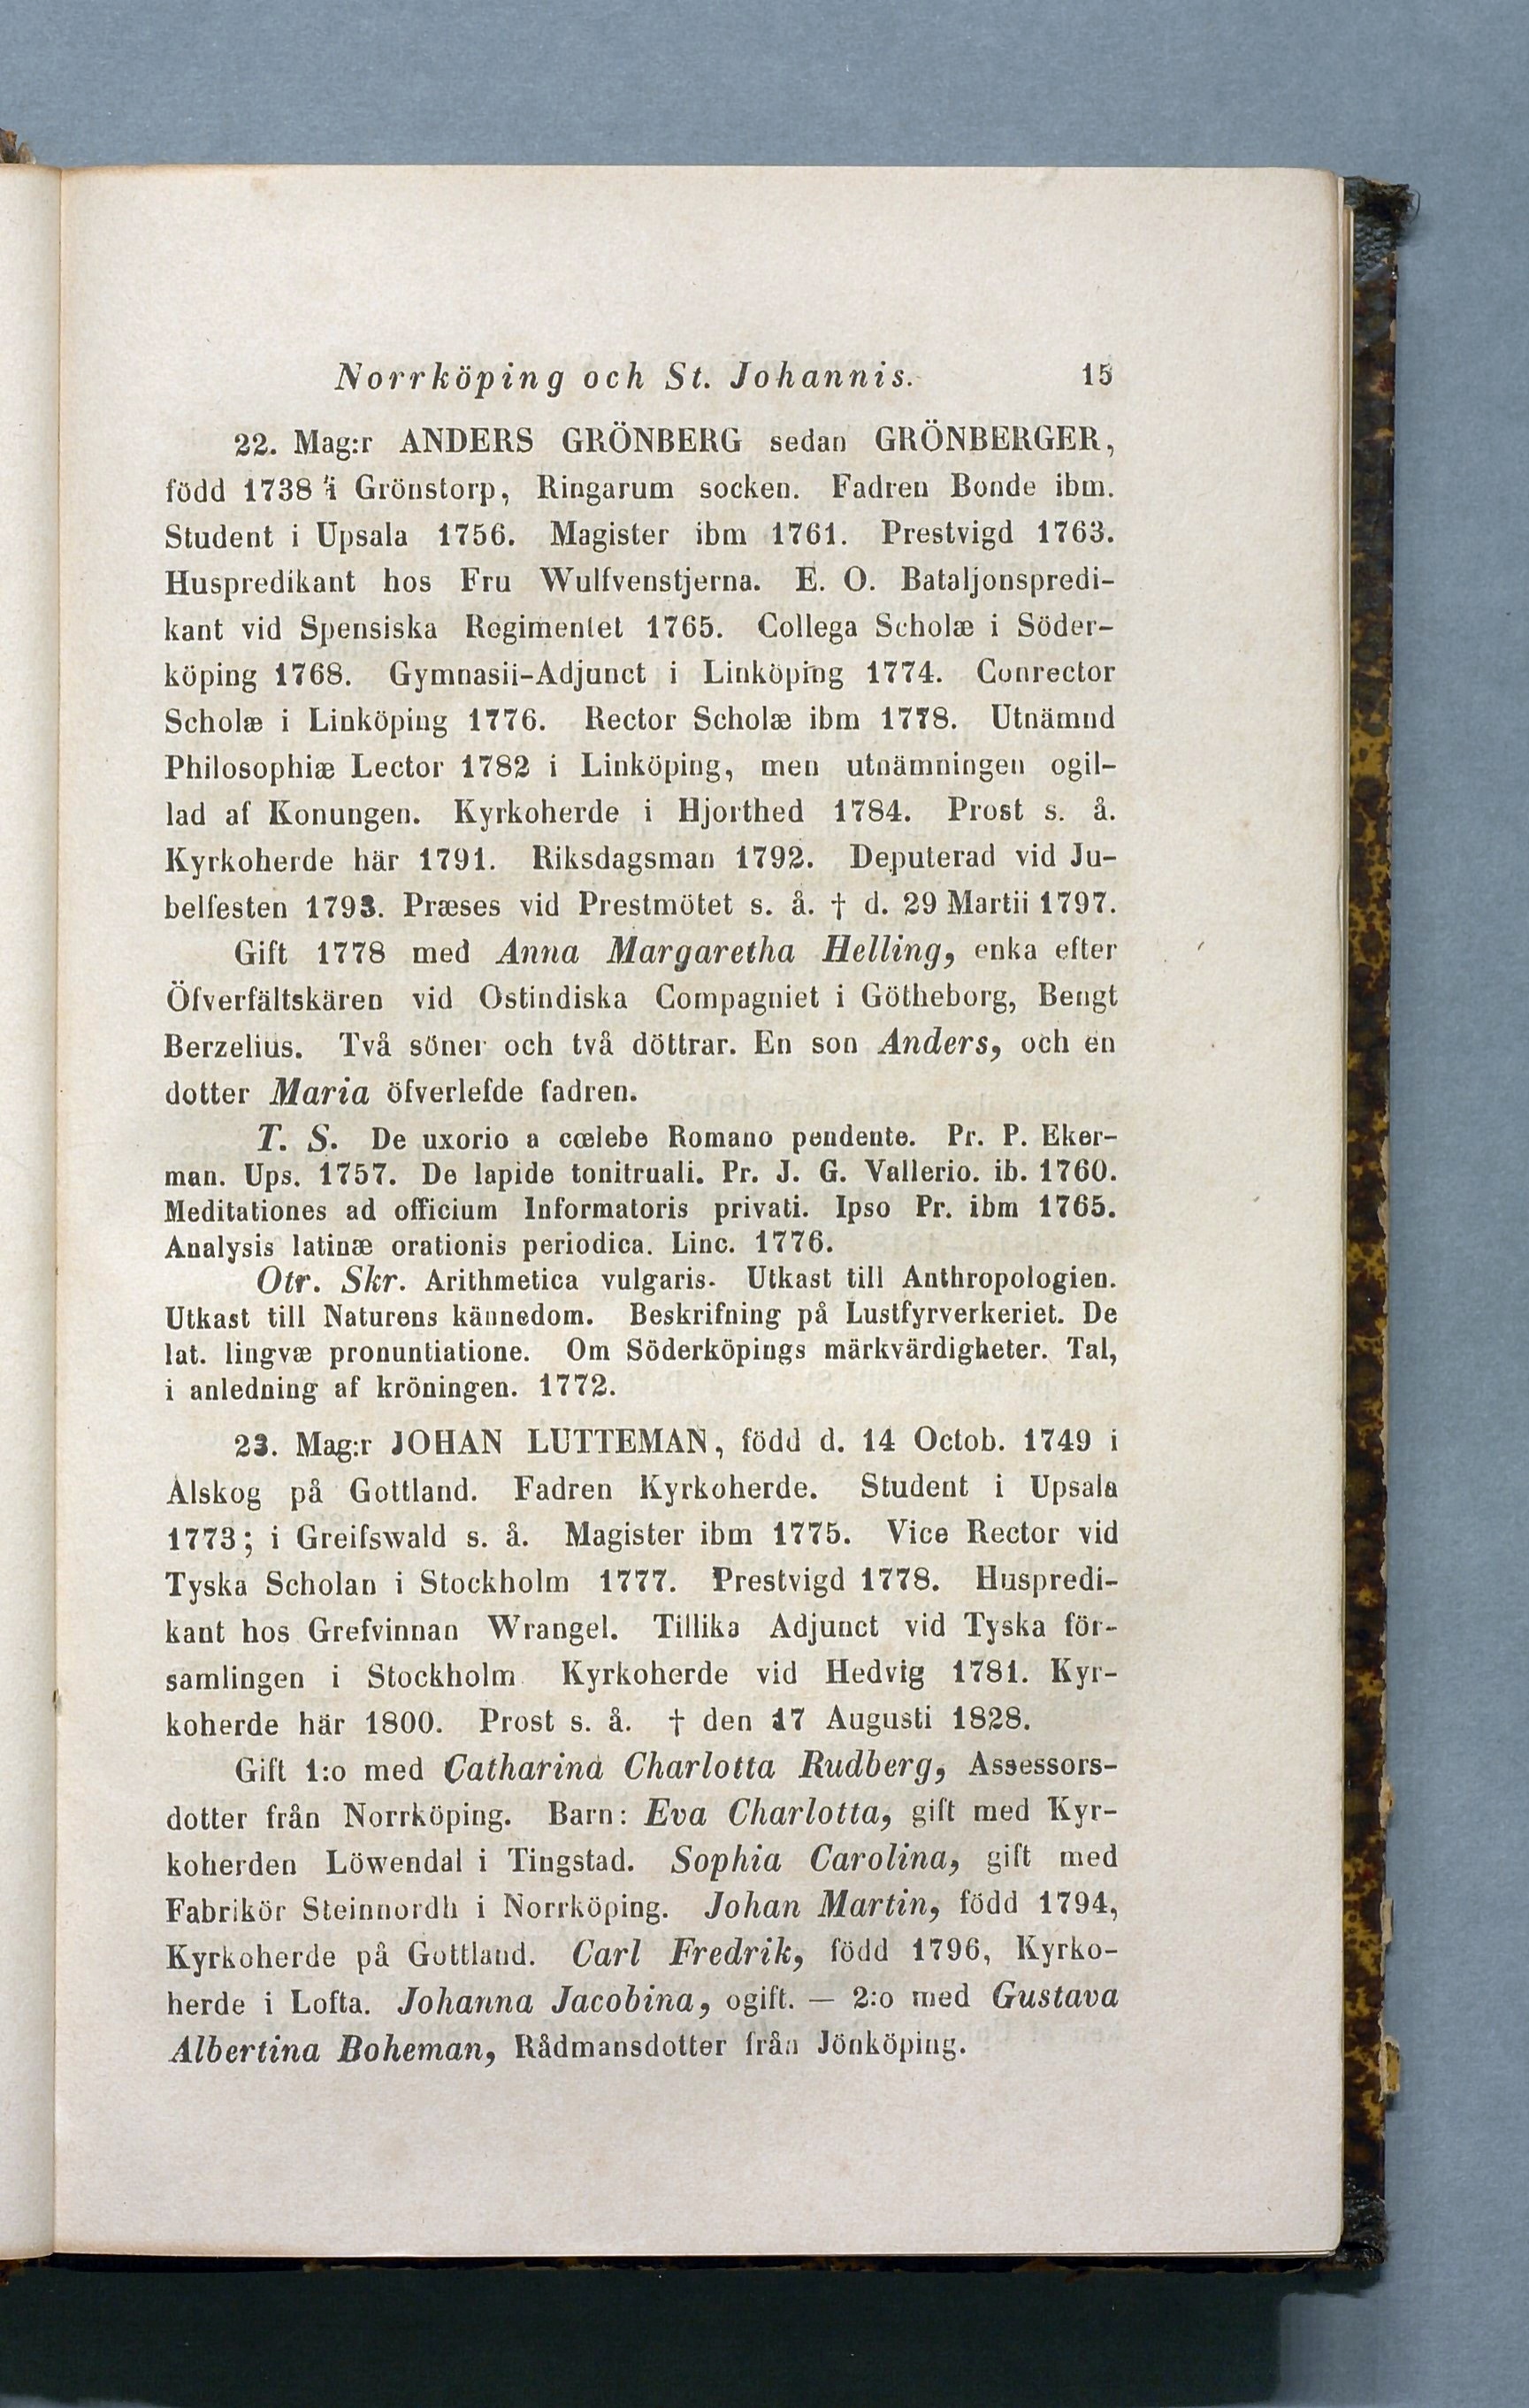 Norrköping och St. Johannis. 15
22. Mag:r ANDERS GRÖNBERG sedan GRÖNBERGER,
född 1738 i Grönstorp, Ringarum socken. Fadren Bonde ibm.
Student i Upsala 1756. Magister ibm 1761. Prestvigd 1763.
Huspredikant hos Fru Wulfvenstjerna. E. O. Bataljonspredi-
kant vid Spensiska Regimentet 1765. Collega Scholæ i Söder-
köping 1768. Gymnasii-Adjunct i Linköping 1774. Conrector
Scholæ i Linköping 1776. Rector Scholæ ibm 1778. Utnämnd
Philosophiæ Lector 1782 i Linköping, men utnämningen ogil-
lad af Konungen. Kyrkoherde i Hjorthed 1784. Prost s. å.
Kyrkoherde här 1791. Riksdagsman 1792. Deputerad vid Ju-
belfesten 1793. Præses vid Prestmötet s. å. † d. 29 Martii 1797.
Gift 1778 med Anna Margaretha Helling, enka efter
Öfverfältskären vid Ostindiska Compagniet i Götheborg, Bengt
Berzelius. Två söner och två döttrar. En son Anders, och en
dotter Maria öfverlefde fadren.
T. S. De uxorio a cœlebe Romano pendente. Pr. P. Eker-
man. Ups. 1757. De lapide tonitruali. Pr. J. G. Vallerio. ib. 1760.
Meditationes ad officium Informatoris privati. Ipso Pr. ibm 1765.
Analysis latinæ orationis periodica. Linc. 1776.
Otr. Skr. Arithmetica vulgaris. Utkast till Anthropologien.
Utkast till Naturens kännedom. Beskrifning på Lustfyrverkeriet. De
lat. lingvæ pronuntiatione. Om Söderköpings märkvärdigheter. Tal,
i anledning af kröningen. 1772.
23. Mag:r JOHAN LUTTEMAN, född d. 14 Octob. 1749 i
Alskog på Gottland. Fadren Kyrkoherde. Student i Upsala
1773; i Greifswald s. å. Magister ibm 1775. Vice Rector vid
Tyska Scholan i Stockholm 1777. Prestvigd 1778. Huspredi-
kant hos Grefvinnan Wrangel. Tillika Adjunct vid Tyska för-
samlingen i Stockholm Kyrkoherde vid Hedvig 1781. Kyr-
koherde här 1800. Prost s. å. † den 17 Augusti 1828.
Gift 1:o med Catharina Charlotta Rudberg, Assessors-
dotter från Norrköping. Barn: Eva Charlotta, gift med Kyr-
koherden Löwendal i Tingstad. Sophia Carolina, gift med
Fabrikör Steinnordh i Norrköping. Johan Martin, född 1794,
Kyrkoherde på Gottland. Carl Fredrik, född 1796, Kyrko-
herde i Lofta. Johanna Jacobina, ogift. — 2:o med Gustava
Albertina Boheman, Rådmansdotter från Jönköping.